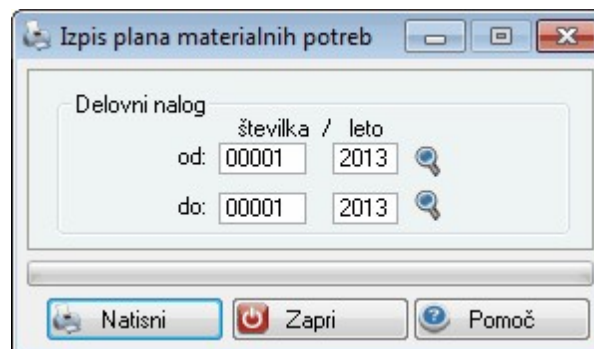 Izpis plana materialnih potreb
Delovni nalog
številka / leto
od: 00001 2013
do: 00001 2013
Natisni Zapri Pomoč